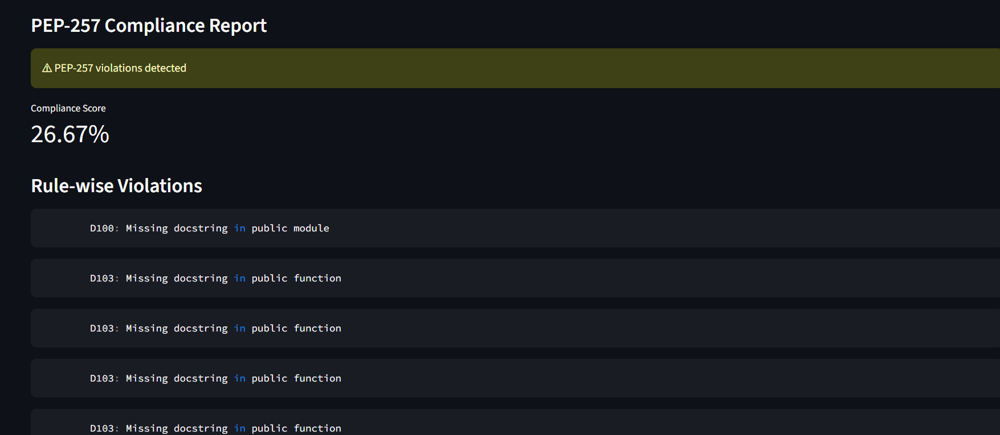 PEP-257 Compliance Report
⚠ PEP-257 violations detected
Compliance Score
26.67%
Rule-wise Violations
D100: Missing docstring in public module
D103: Missing docstring in public function
D103: Missing docstring in public function
D103: Missing docstring in public function
D103: Missing docstring in public function